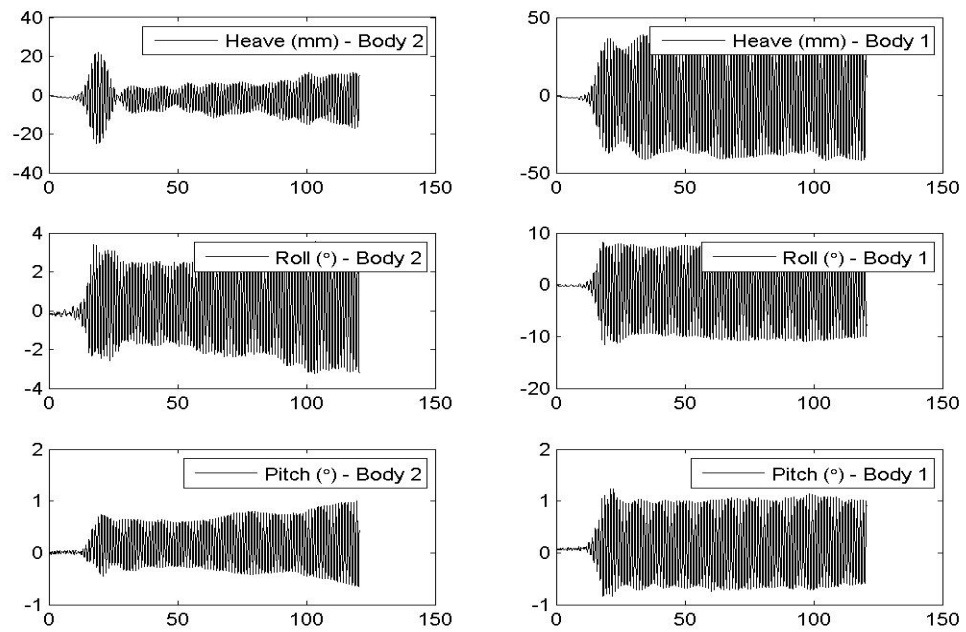 40
20
0
-20
-40
0 50 100 150
Heave (mm) - Body 2
50
0
-50
0 50 100 150
Heave (mm) - Body 1
4
2
0
-2
-4
0 50 100 150
Roll (°) - Body 2
10
0
-10
-20
0 50 100 150
Roll (°) - Body 1
2
1
0
-1
0 50 100 150
Pitch (°) - Body 2
2
1
0
-1
0 50 100 150
Pitch (°) - Body 1